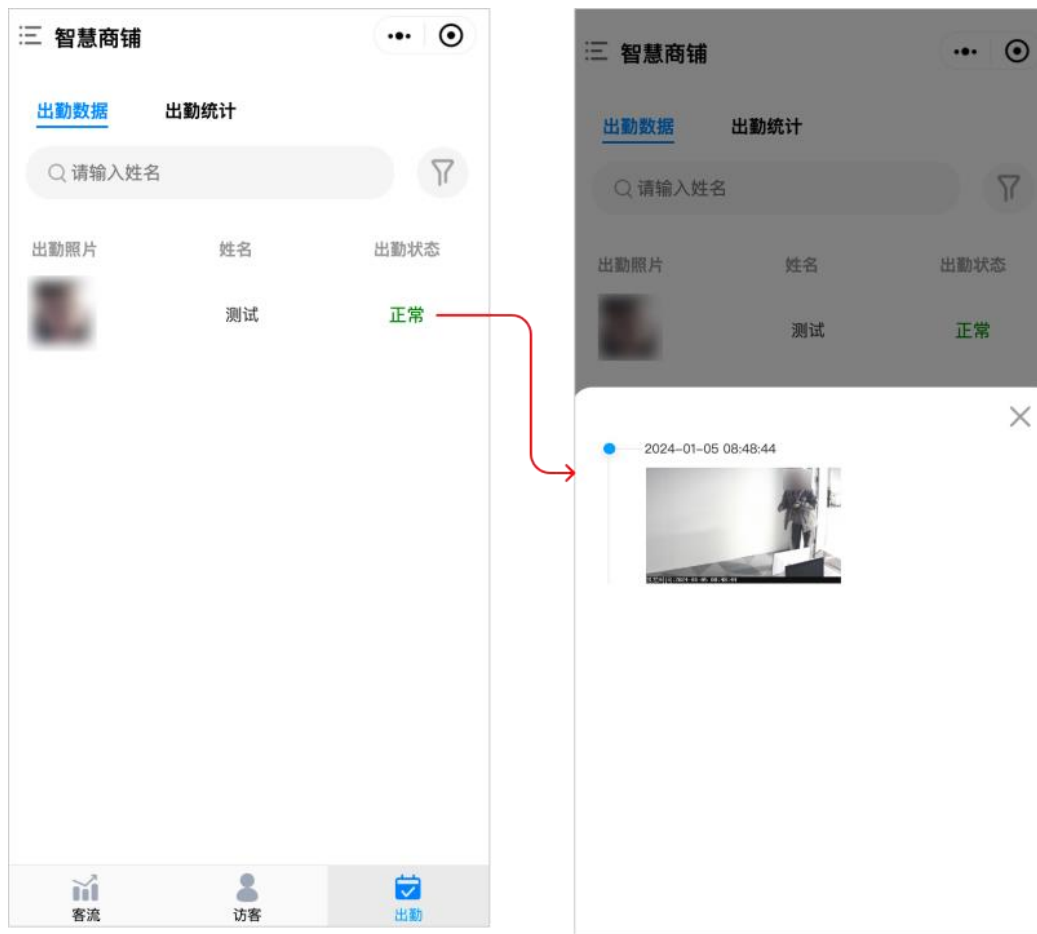 智慧商铺
出勤数据 出勤统计
请输入姓名
出勤照片 姓名 出勤状态
测试 正常
客流 访客 出勤
智慧商铺
出勤数据 出勤统计
请输入姓名
出勤照片 姓名 出勤状态
测试 正常
2024-01-05 08:48:44